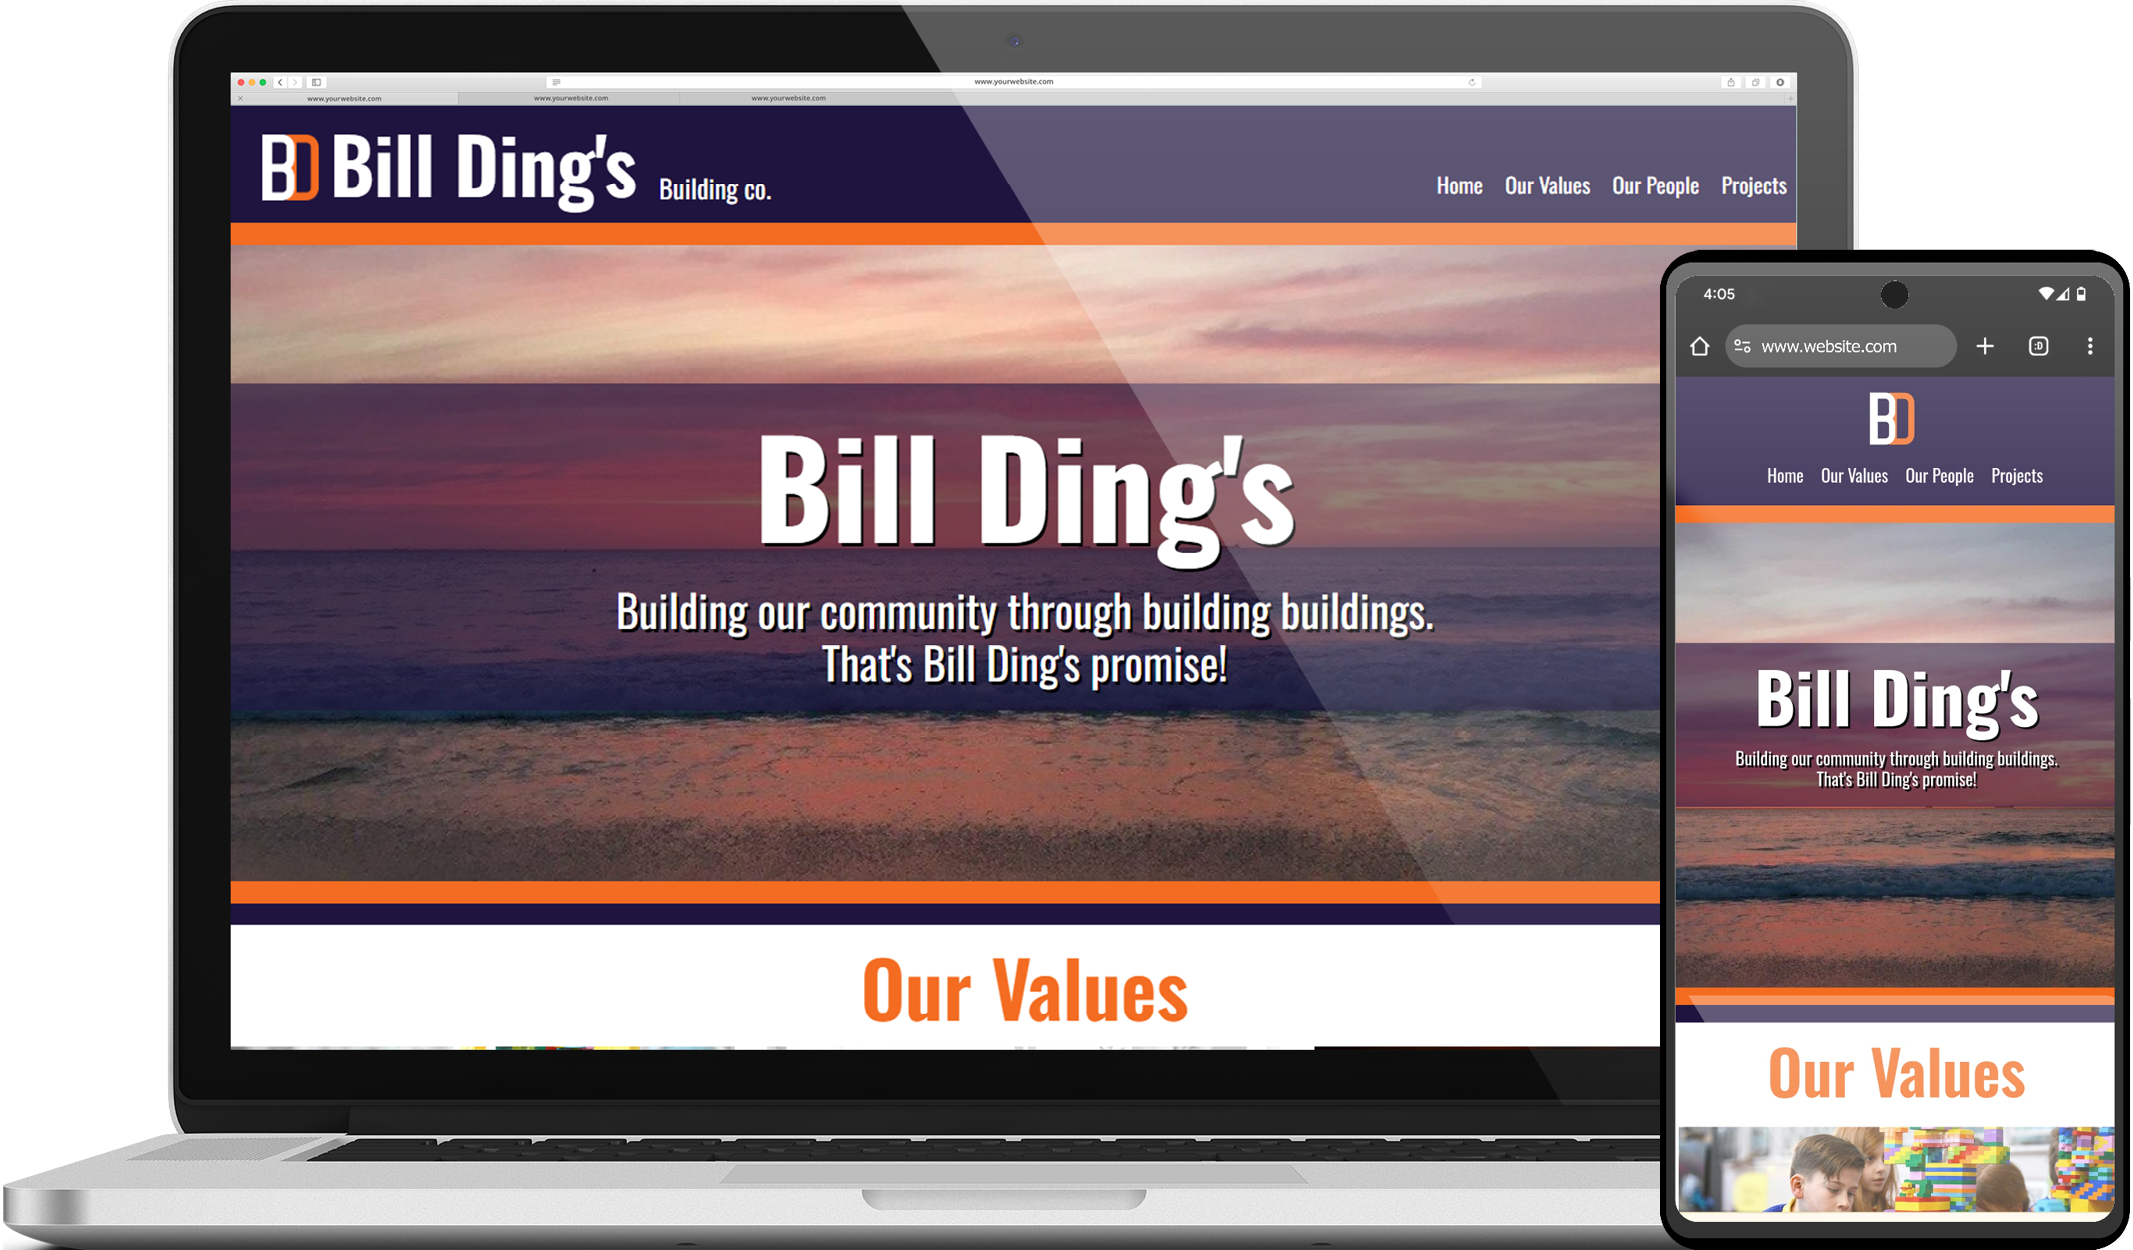 www.yourwebsite.com
www.yourwebsite.com
www.yourwebsite.com
www.yourwebsite.com
BD Bill Ding's Building co.
Home Our Values Our People Projects
Bill Ding's
Building our community through building buildings.
That's Bill Ding's promise!
Our Values
4:05
www.website.com
:D
BD
Home Our Values Our People Projects
Bill Ding's
Building our community through building buildings.
That's Bill Ding's promise!
Our Values